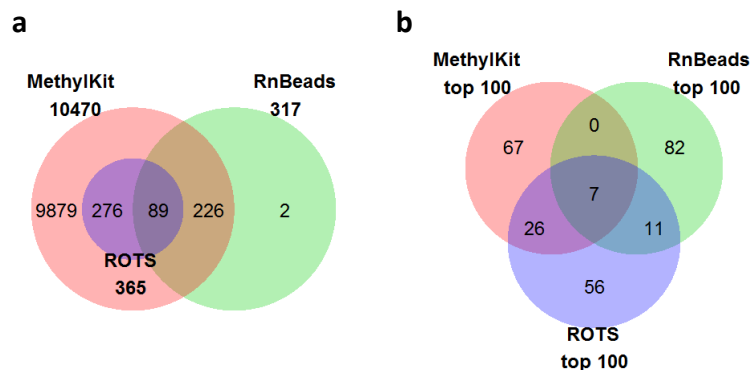 a
MethylKit
10470
RnBeads
317
9879 276 89 226 2
ROTS
365
b
MethylKit
top 100
RnBeads
top 100
0
67 82
7
26 11
56
ROTS
top 100